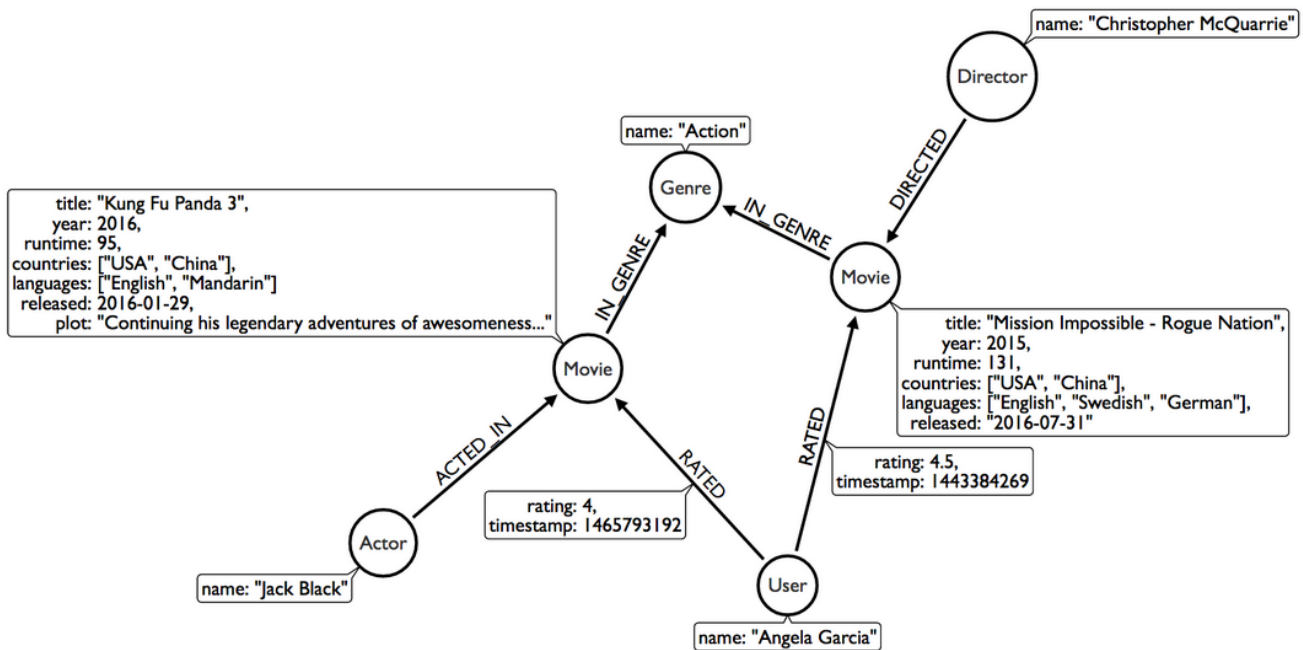 name: "Christopher McQuarrie"
Director
name: "Action"
Genre
DIRECTED
IN_GENRE
title: "Kung Fu Panda 3",
year: 2016,
runtime: 95,
countries: ["USA", "China"],
languages: ["English", "Mandarin"]
released: 2016-01-29,
plot: "Continuing his legendary adventures of awesomeness..."
IN_GENRE
Movie
title: "Mission Impossible - Rogue Nation",
year: 2015,
runtime: 131,
countries: ["USA", "China"],
languages: ["English", "Swedish", "German"],
released: "2016-07-31"
Movie
ACTED_IN
RATED
RATED
rating: 4.5,
timestamp: 1443384269
rating: 4,
timestamp: 1465793192
Actor
name: "Jack Black"
User
name: "Angela Garcia"